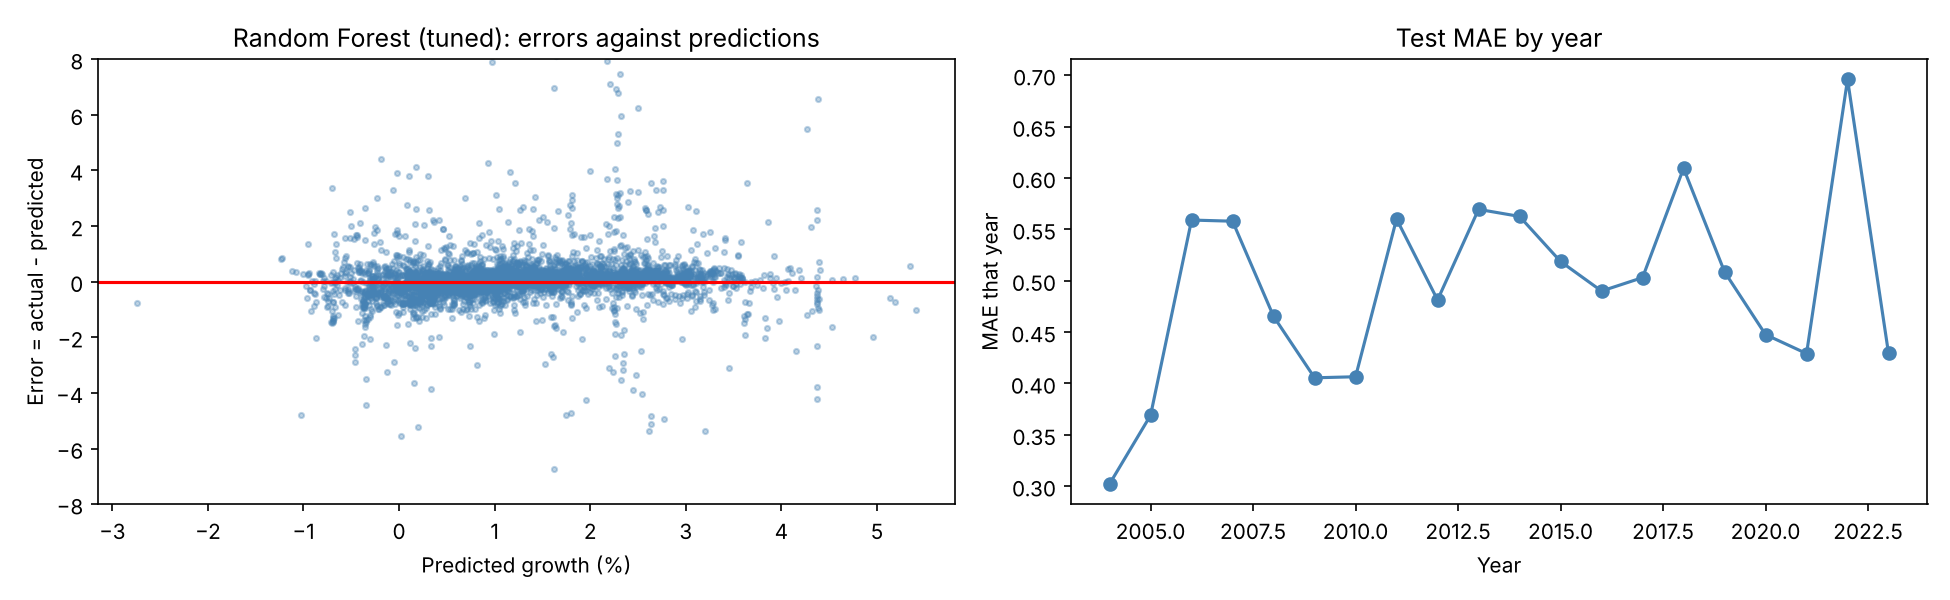 Random Forest (tuned): errors against predictions
Error = actual - predicted
8
6
4
2
0
−2
−4
−6
−8
−3 −2 −1 0 1 2 3 4 5
Predicted growth (%)
Test MAE by year
MAE that year
0.70
0.65
0.60
0.55
0.50
0.45
0.40
0.35
0.30
2005.0 2007.5 2010.0 2012.5 2015.0 2017.5 2020.0 2022.5
Year